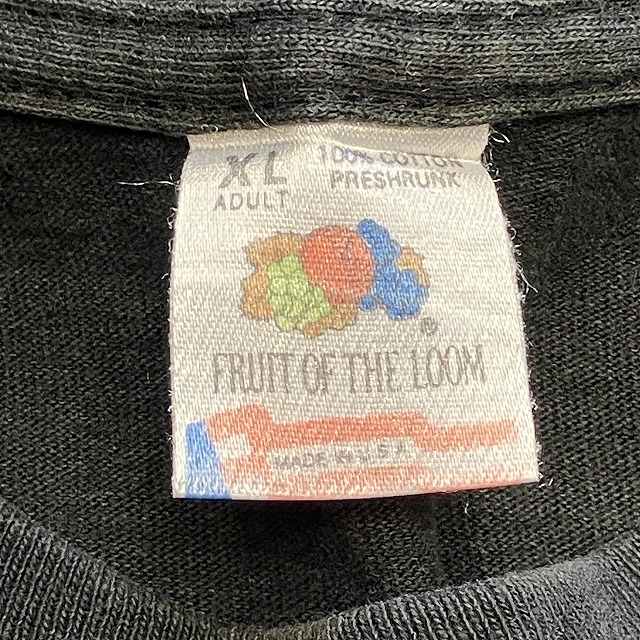 XL
ADULT
100% COTTON
PRESHRUNK
®
FRUIT OF THE LOOM
MADE IN U.S.A.